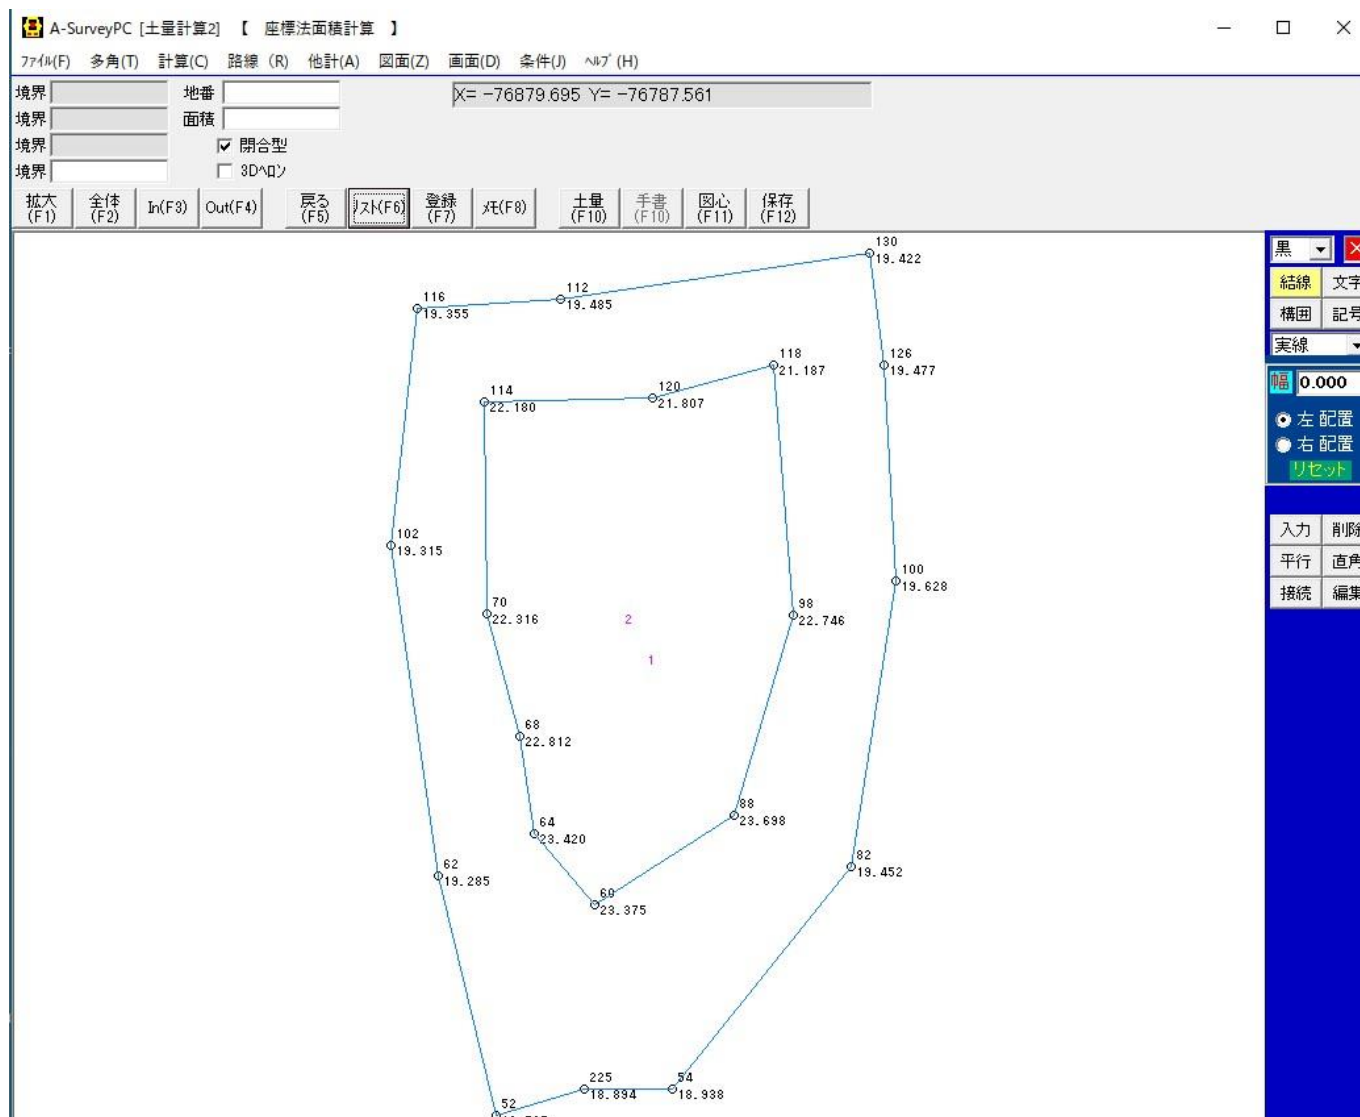 A-SurveyPC [土量計算2] 【 座標法面積計算 】
ファイル(F) 多角(T) 計算(C) 路線 (R) 他計(A) 図面(Z) 画面(D) 条件(J) ヘルプ(H)
境界 地番 X= -76879.695 Y= -76787.561
境界 面積
境界 閉合型
境界 3Dヘロン
拡大(F1) 全体(F2) In(F3) Out(F4) 戻る(F5) リスト(F6) 登録(F7) メモ(F8) 土量(F10) 手書(F10) 図心(F11) 保存(F12)
黒
結線 文字
構囲 記号
実線
幅 0.000
左 配置
右 配置
リセット
入力 削除
平行 直角
接続 編集
130
19.422
112
19.485
116
19.355
118
21.187
126
19.477
114
22.180
120
21.807
102
19.315
100
19.628
70
22.316
2
98
22.746
1
68
22.812
88
23.698
64
23.420
82
19.452
62
19.285
60
23.375
225
18.894
54
18.938
52